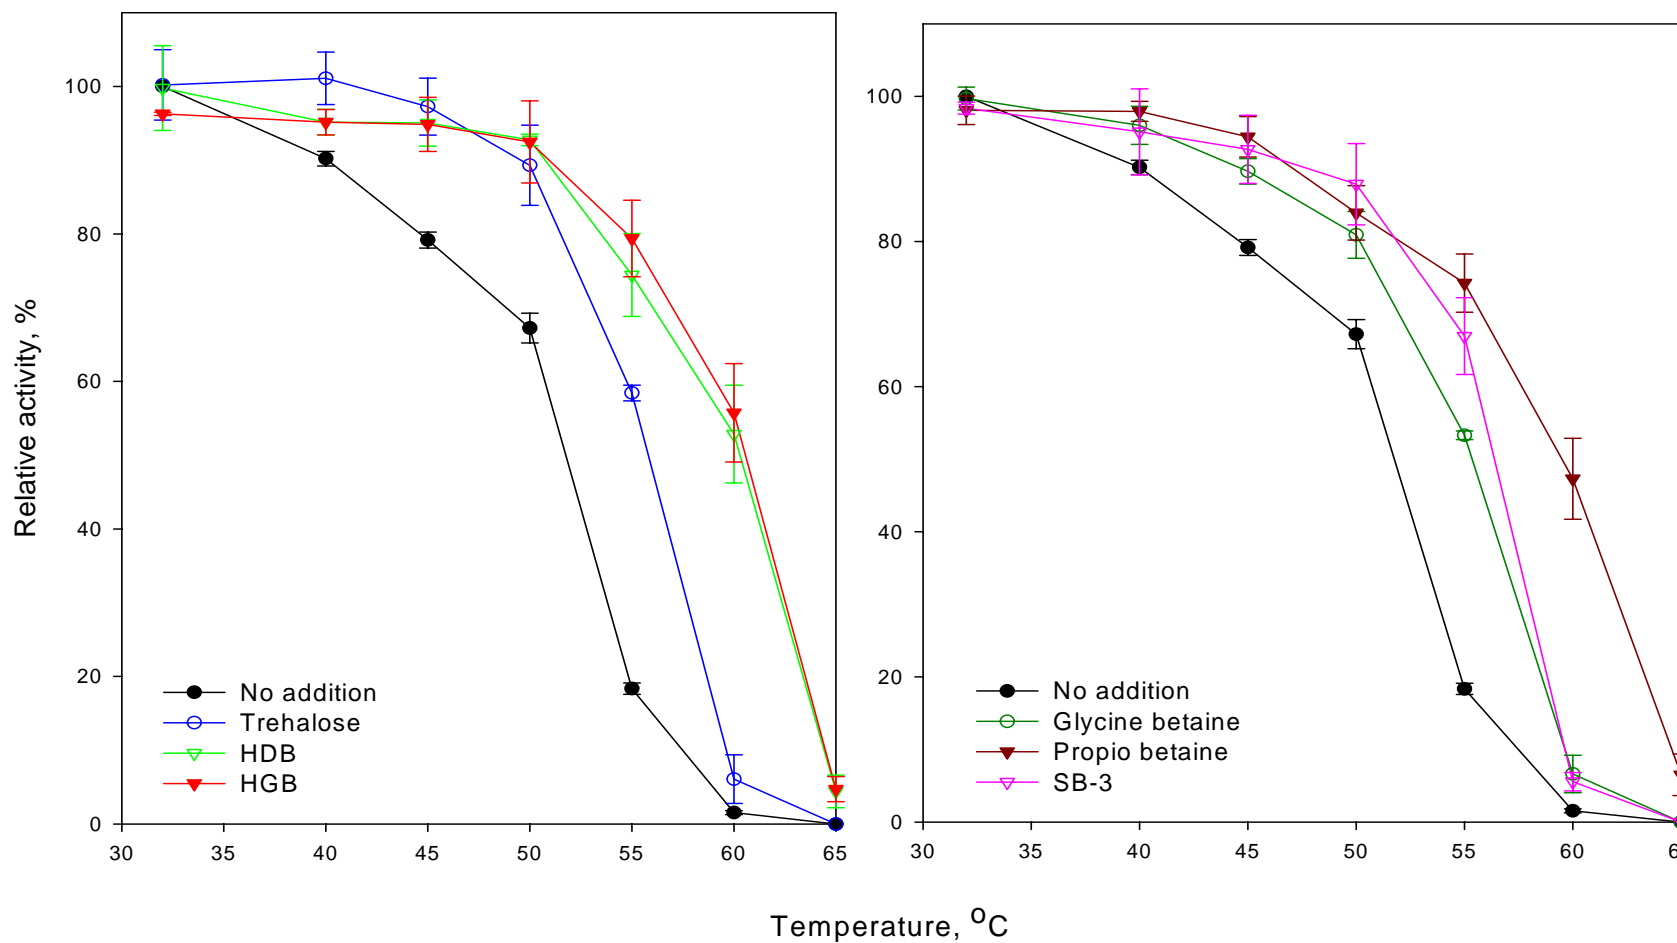 Relative activity, %
100
80
60
40
20
0
30 35 40 45 50 55 60 65
No addition
Trehalose
HDB
HGB
100
80
60
40
20
0
30 40 45 50 55 60 6
No addition
Glycine betaine
Propio betaine
SB-3
Temperature, °C